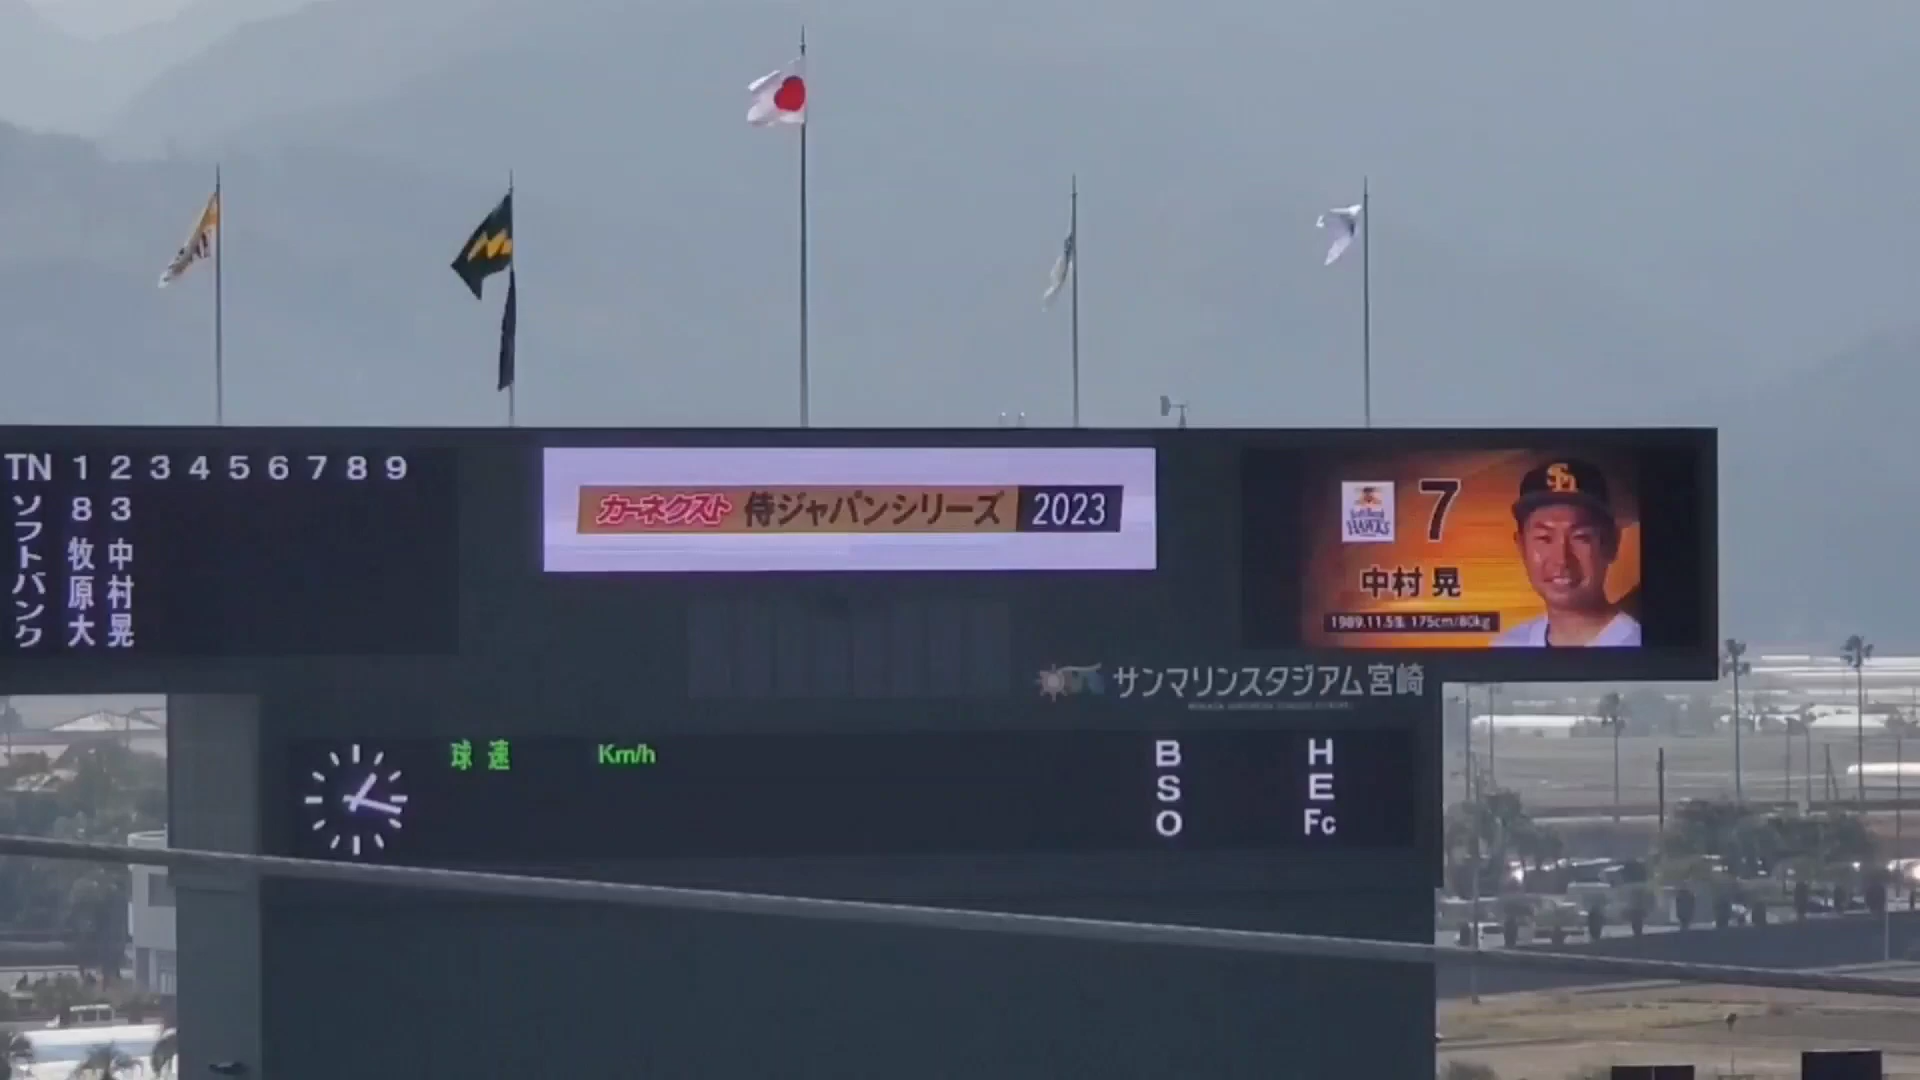 TN 1 2 3 4 5 6 7 8 9
ソフトバンク
8 牧原大
3 中村晃
カーネクスト 侍ジャパンシリーズ 2023
SoftBank HAWKS
7
中村 晃
1989.11.5生 175cm/80kg
サンマリンスタジアム宮崎
球速 Km/h
B H
S E
O Fc